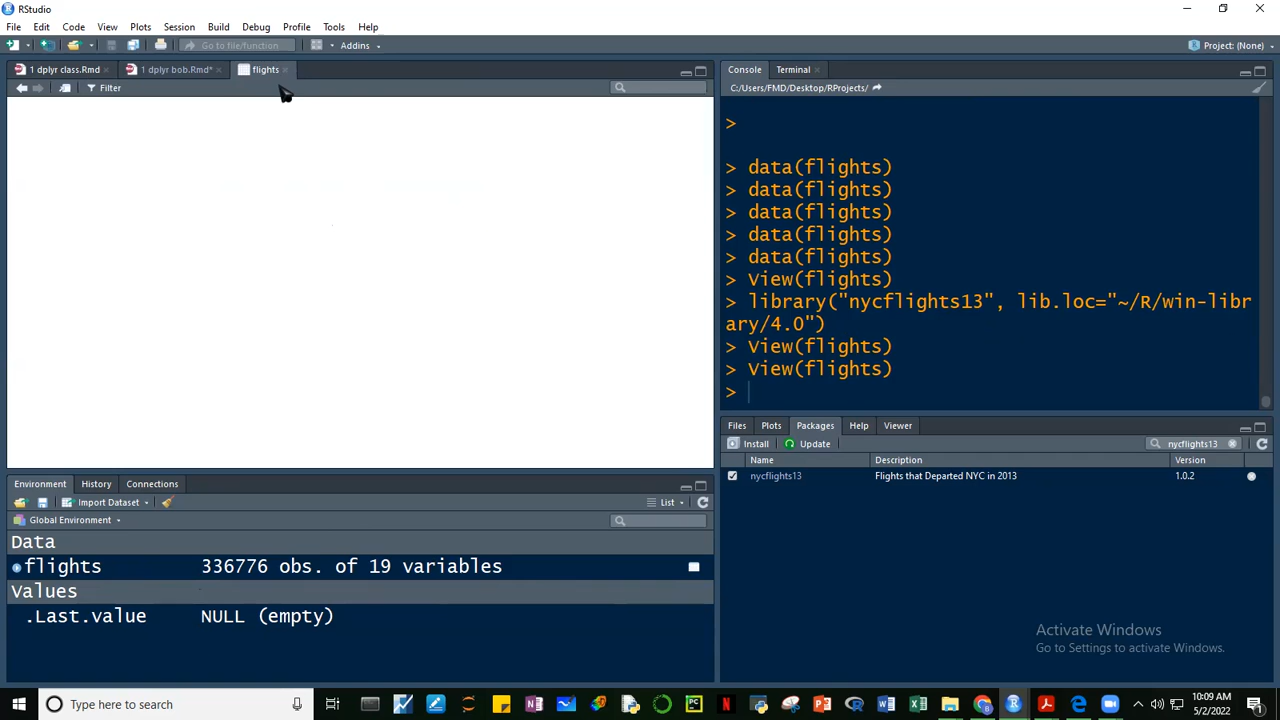 RStudio
File Edit Code View Plots Session Build Debug Profile Tools Help
Go to file/function Addins Project: (None)
1 dplyr class.Rmd 1 dplyr bob.Rmd* flights
Filter
Console Terminal
C:/Users/FMD/Desktop/RProjects/
>
> data(flights)
> data(flights)
> data(flights)
> data(flights)
> data(flights)
> View(flights)
> library("nycflights13", lib.loc="~/R/win-libr
ary/4.0")
> View(flights)
> View(flights)
>
Files Plots Packages Help Viewer
Install Update nycflights13
Name Description Version
nycflights13 Flights that Departed NYC in 2013 1.0.2
Environment History Connections
Import Dataset List
Global Environment
Data
flights 336776 obs. of 19 variables
Values
.Last.value NULL (empty)
Activate Windows
Go to Settings to activate Windows.
Type here to search
10:09 AM
5/2/2022